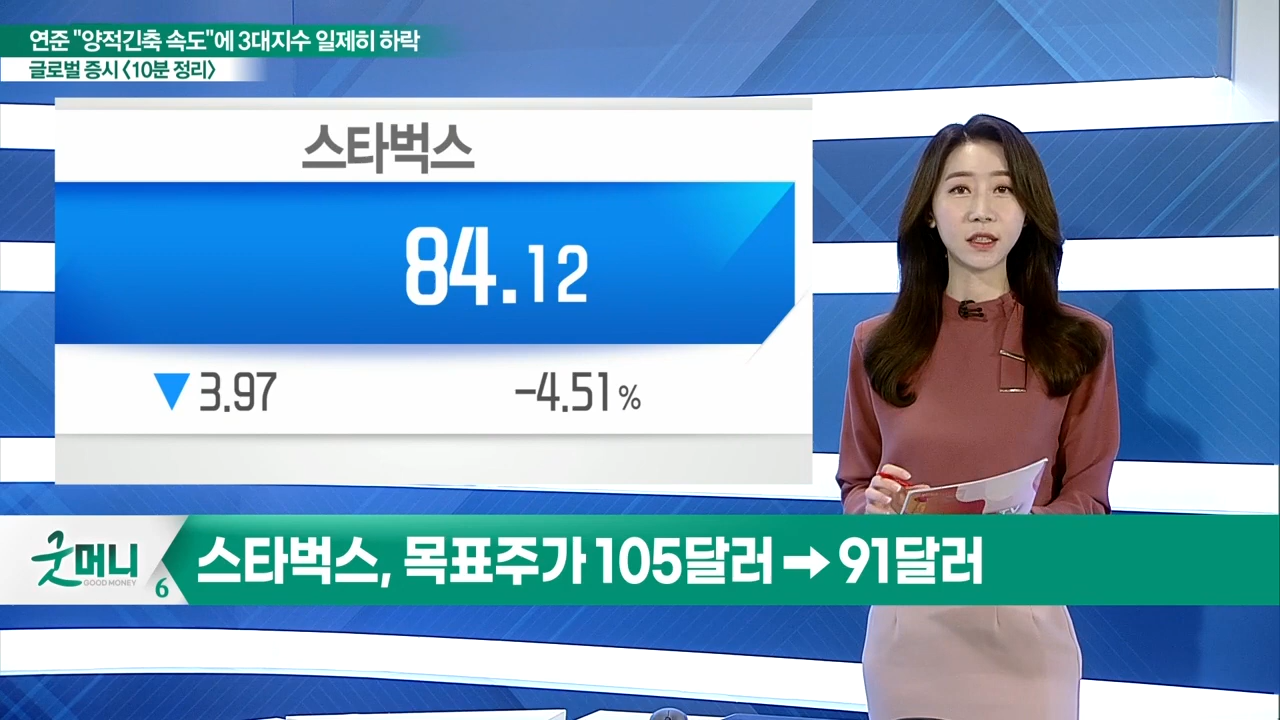 연준 "양적긴축 속도"에 3대지수 일제히 하락
글로벌 증시 <10분 정리>
스타벅스
84.12
▼ 3.97 -4.51 %
굿머니
GOOD MONEY
6
스타벅스, 목표주가 105달러 ➡ 91달러